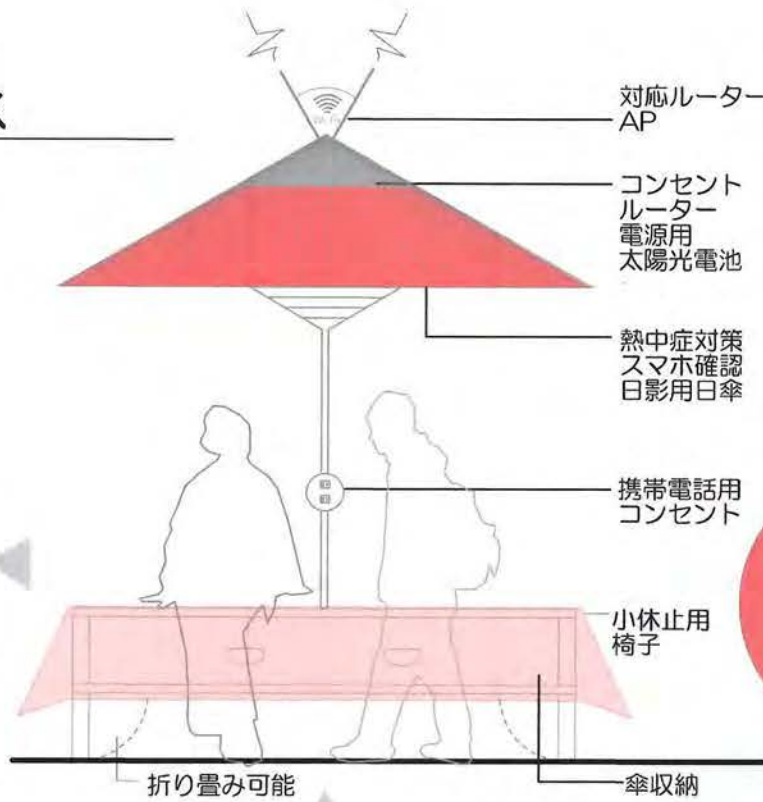 対応ルーター
AP
コンセント
ルーター
電源用
太陽光電池
熱中症対策
スマホ確認
日影用日傘
携帯電話用
コンセント
小休止用
椅子
折り畳み可能
傘収納